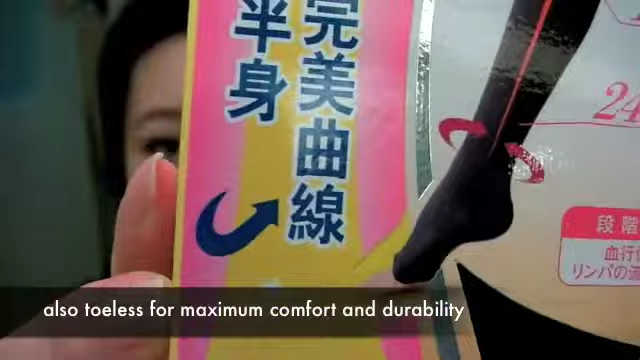 完美曲線
半身
24
段階
血行
リンパの流
also toeless for maximum comfort and durability